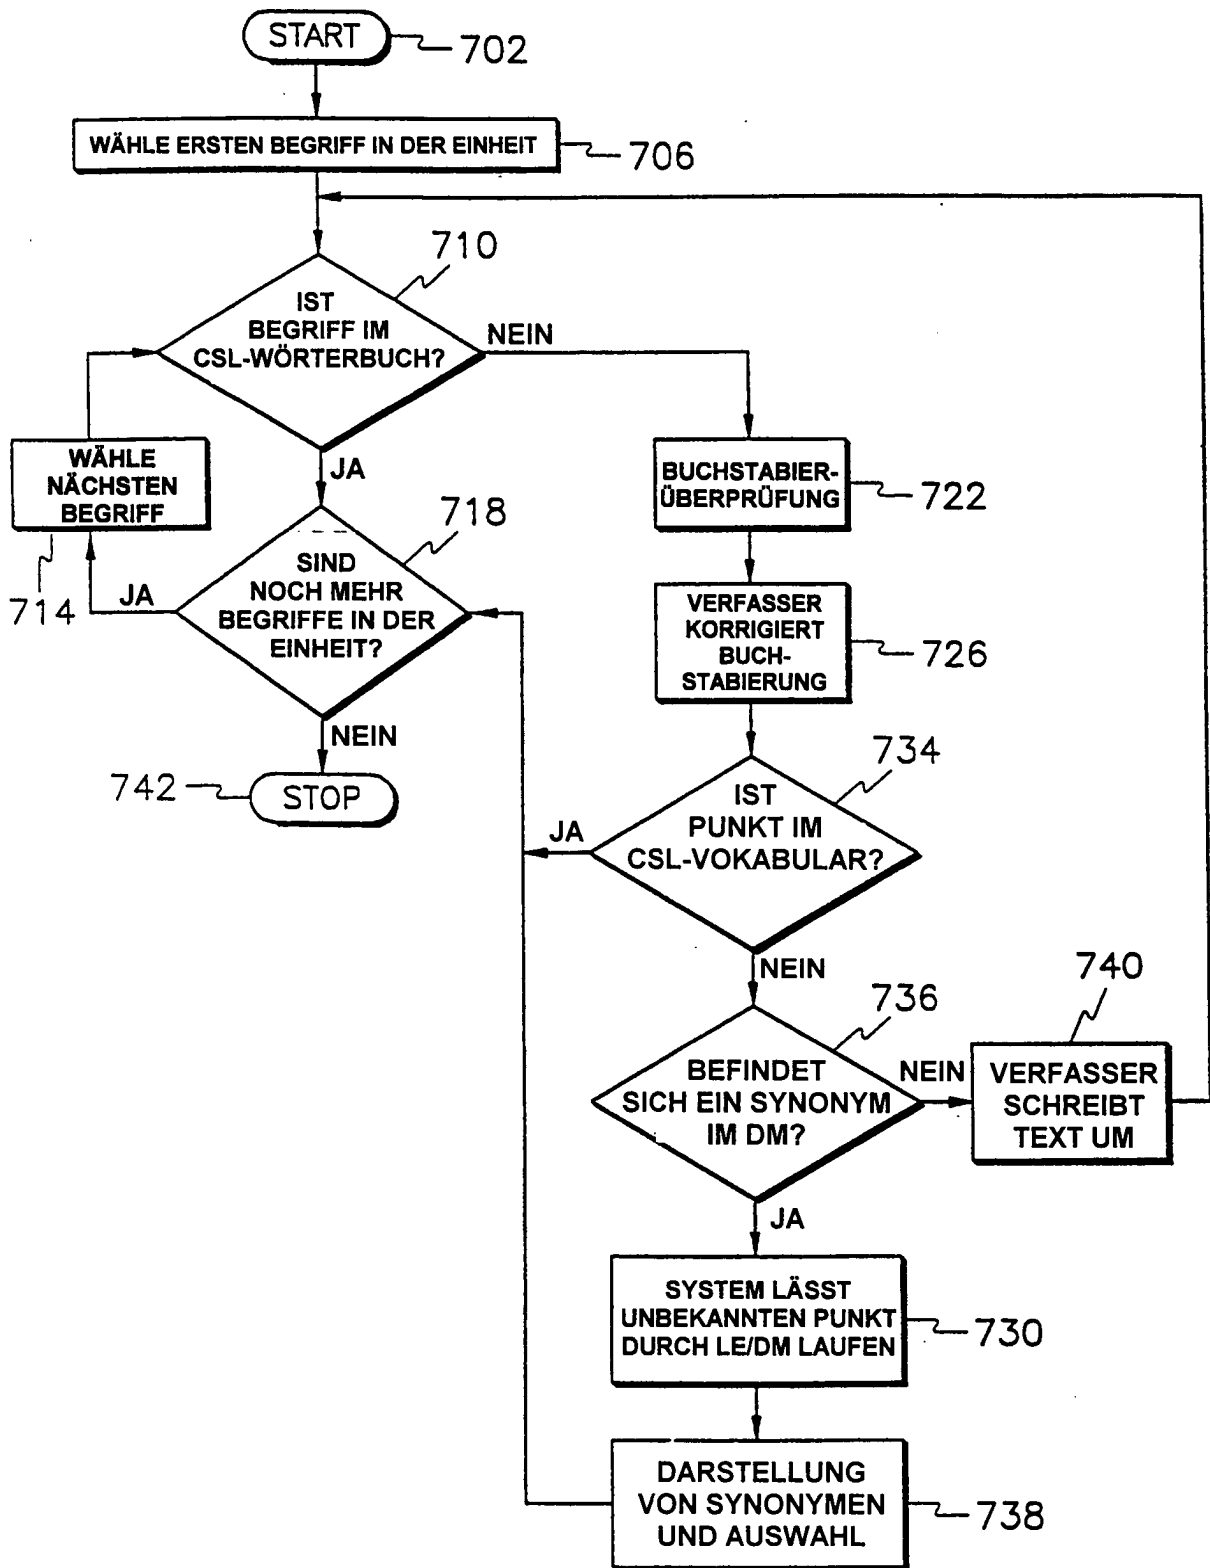 START
702
WÄHLE ERSTEN BEGRIFF IN DER EINHEIT
706
710
IST
BEGRIFF IM
CSL-WÖRTERBUCH?
NEIN
JA
WÄHLE
NÄCHSTEN
BEGRIFF
714
JA
718
SIND
NOCH MEHR
BEGRIFFE IN DER
EINHEIT?
NEIN
742
STOP
BUCHSTABIER-
ÜBERPRÜFUNG
722
VERFASSER
KORRIGIERT
BUCH-
STABIERUNG
726
734
IST
PUNKT IM
CSL-VOKABULAR?
JA
NEIN
736
BEFINDET
SICH EIN SYNONYM
IM DM?
NEIN
740
VERFASSER
SCHREIBT
TEXT UM
JA
SYSTEM LÄSST
UNBEKANNTEN PUNKT
DURCH LE/DM LAUFEN
730
DARSTELLUNG
VON SYNONYMEN
UND AUSWAHL
738